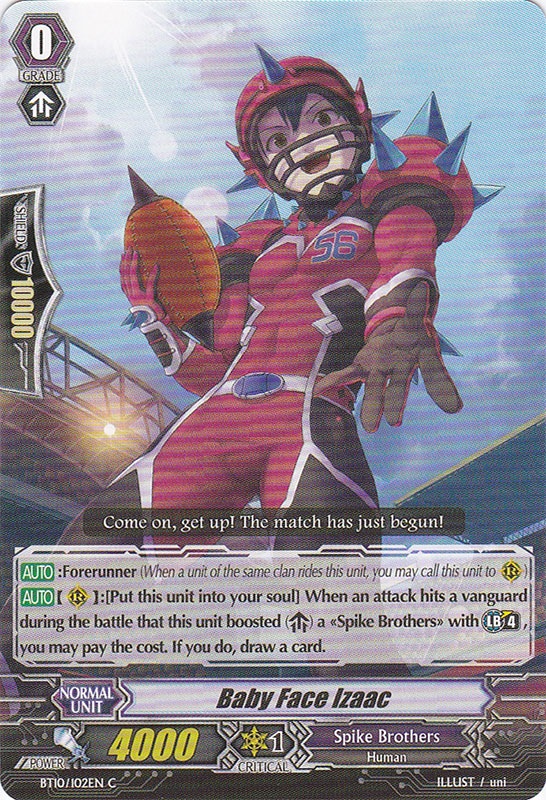 0
GRADE
SHIELD 10000
56
Come on, get up! The match has just begun!
AUTO :Forerunner (When a unit of the same clan rides this unit, you may call this unit to R)
AUTO [ R ]:[Put this unit into your soul] When an attack hits a vanguard
during the battle that this unit boosted ( ) a «Spike Brothers» with LB 4 ,
you may pay the cost. If you do, draw a card.
NORMAL
UNIT
Baby Face Izaac
POWER
4000
1
CRITICAL
Spike Brothers
Human
BT10/102EN C
ILLUST / uni